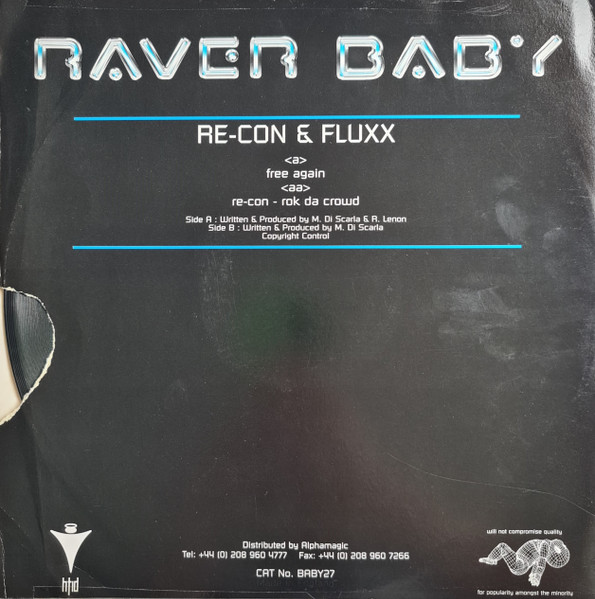 RAVER BABY
RE-CON & FLUXX
<a>
free again
<aa>
re-con - rok da crowd
Side A : Written & Produced by M. Di Scarla & R. Lenon
Side B : Written & Produced by M. Di Scarla
Copyright Control
Distributed by Alphamagic
Tel: +44 (0) 208 960 4777 Fax: +44 (0) 208 960 7266
CAT No. BABY27
hhd
will not compromise quality
for popularity amongst the minority